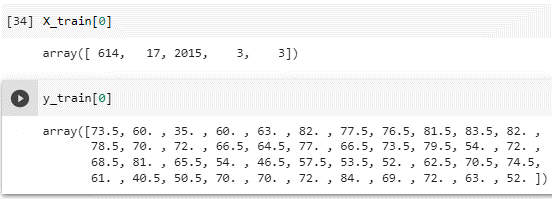 [34] X_train[0]
array([ 614,   17, 2015,    3,    3])
y_train[0]
array([73.5, 60. , 35. , 60. , 63. , 82. , 77.5, 76.5, 81.5, 83.5, 82. ,
78.5, 70. , 72. , 66.5, 64.5, 77. , 66.5, 73.5, 79.5, 54. , 72. ,
68.5, 81. , 65.5, 54. , 46.5, 57.5, 53.5, 52. , 62.5, 70.5, 74.5,
61. , 40.5, 50.5, 70. , 70. , 72. , 84. , 69. , 72. , 63. , 52. ])